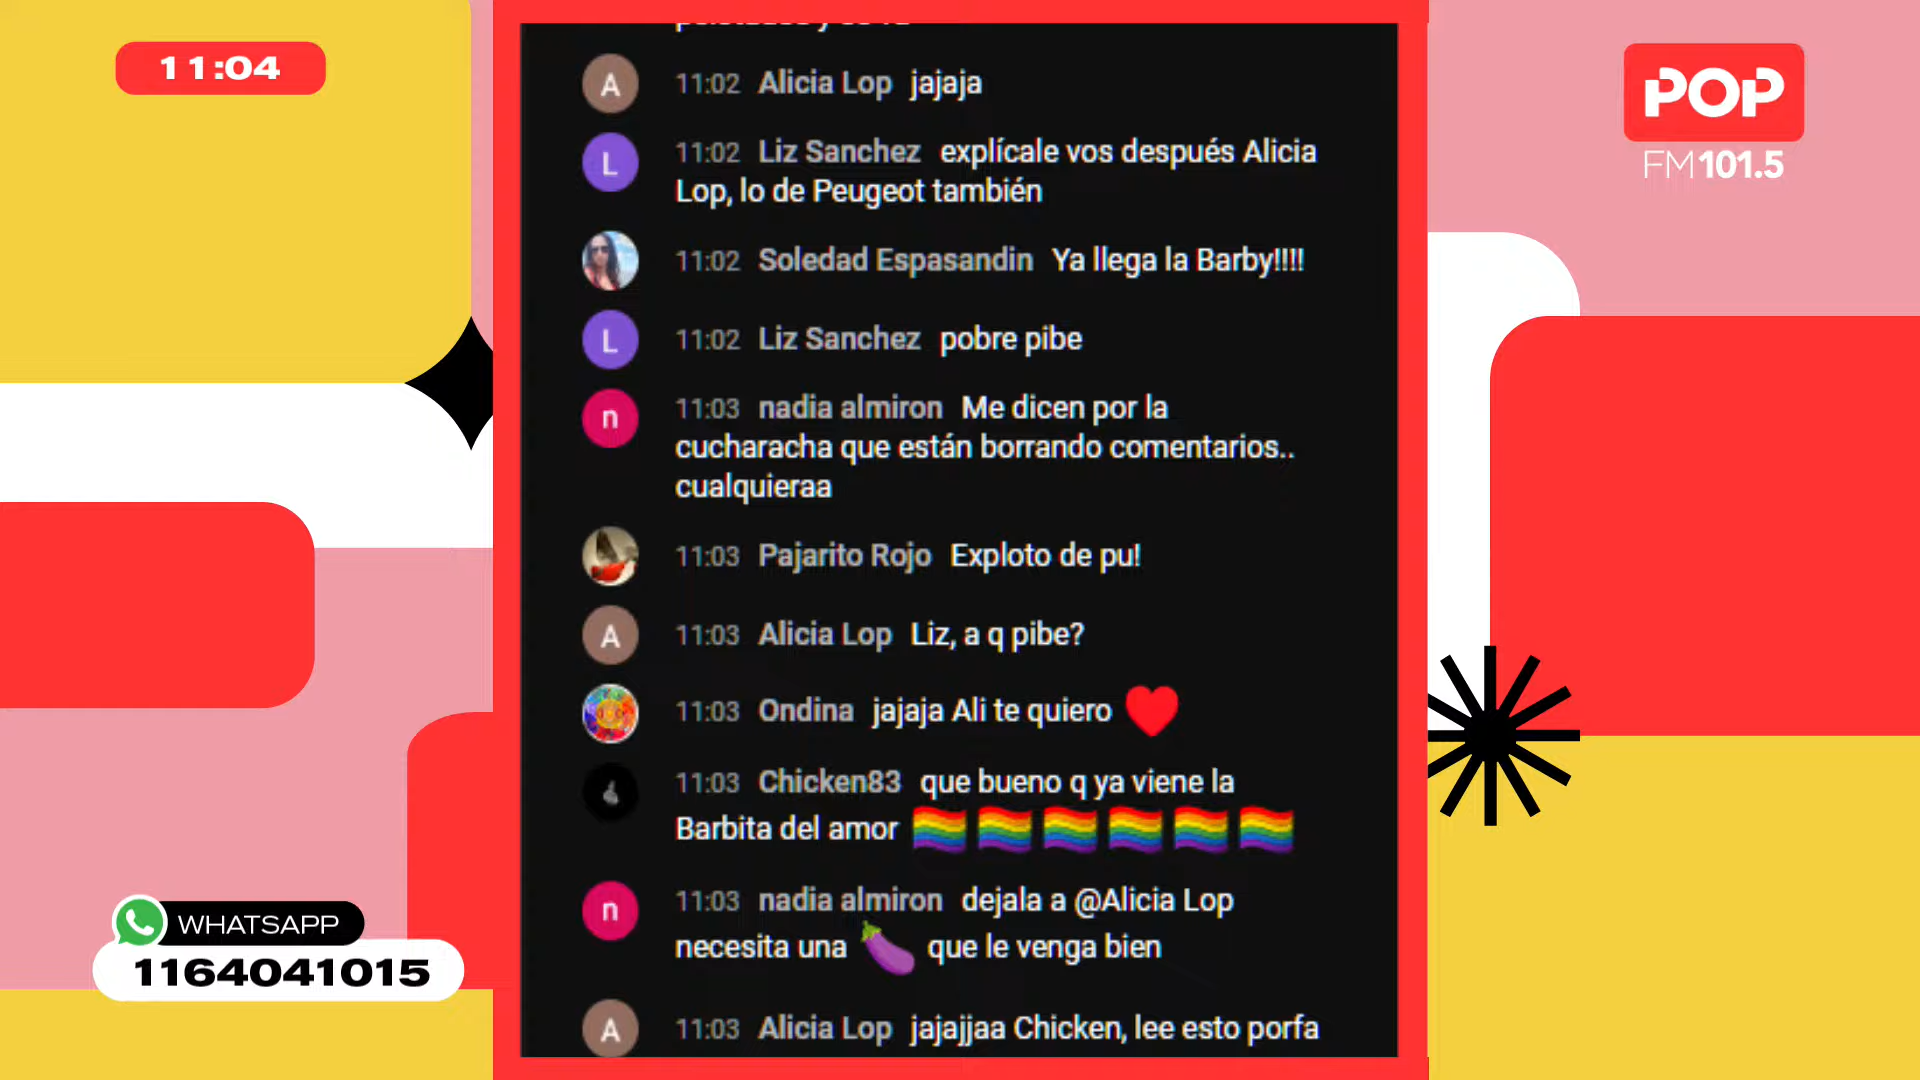 11:04
POP
FM 101.5
A 11:02 Alicia Lop jajaja
L 11:02 Liz Sanchez explícale vos después Alicia
Lop, lo de Peugeot también
11:02 Soledad Espasandin Ya llega la Barby!!!!
L 11:02 Liz Sanchez pobre pibe
n 11:03 nadia almiron Me dicen por la
cucharacha que están borrando comentarios..
cualquieraa
11:03 Pajarito Rojo Exploto de pu!
A 11:03 Alicia Lop Liz, a q pibe?
11:03 Ondina jajaja Ali te quiero ❤️
11:03 Chicken83 que bueno q ya viene la
Barbita del amor 🏳️‍🌈🏳️‍🌈🏳️‍🌈🏳️‍🌈🏳️‍🌈🏳️‍🌈
n 11:03 nadia almiron dejala a @Alicia Lop
necesita una 🍆 que le venga bien
A 11:03 Alicia Lop jajajjaa Chicken, lee esto porfa
WHATSAPP
1164041015